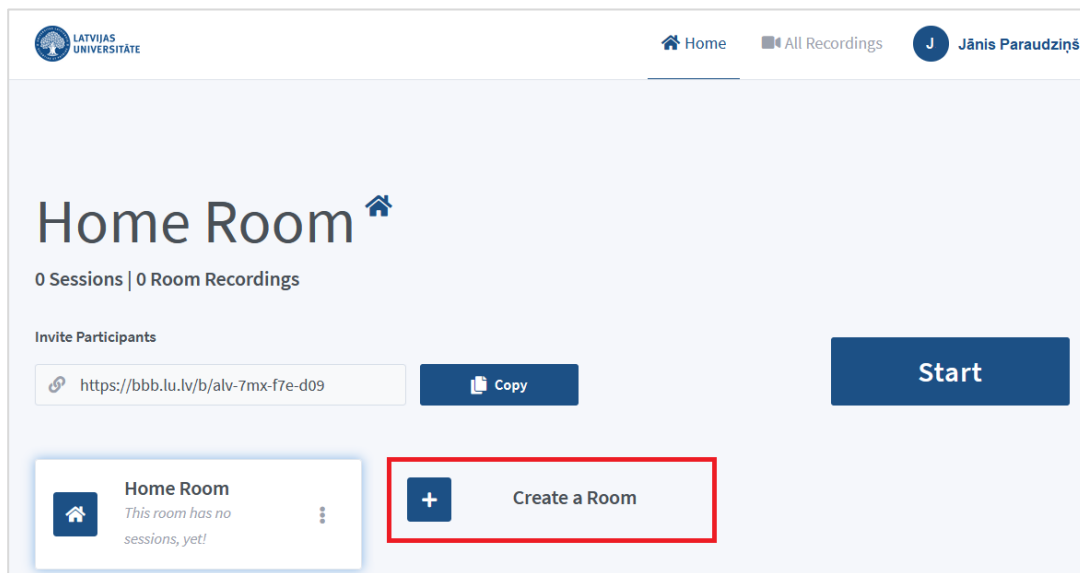 LATVIJAS
UNIVERSITĀTE
Home
All Recordings
J
Jānis Paraudziņš
Home Room
0 Sessions | 0 Room Recordings
Invite Participants
https://bbb.lu.lv/b/alv-7mx-f7e-d09
Copy
Start
Home Room
This room has no
sessions, yet!
Create a Room